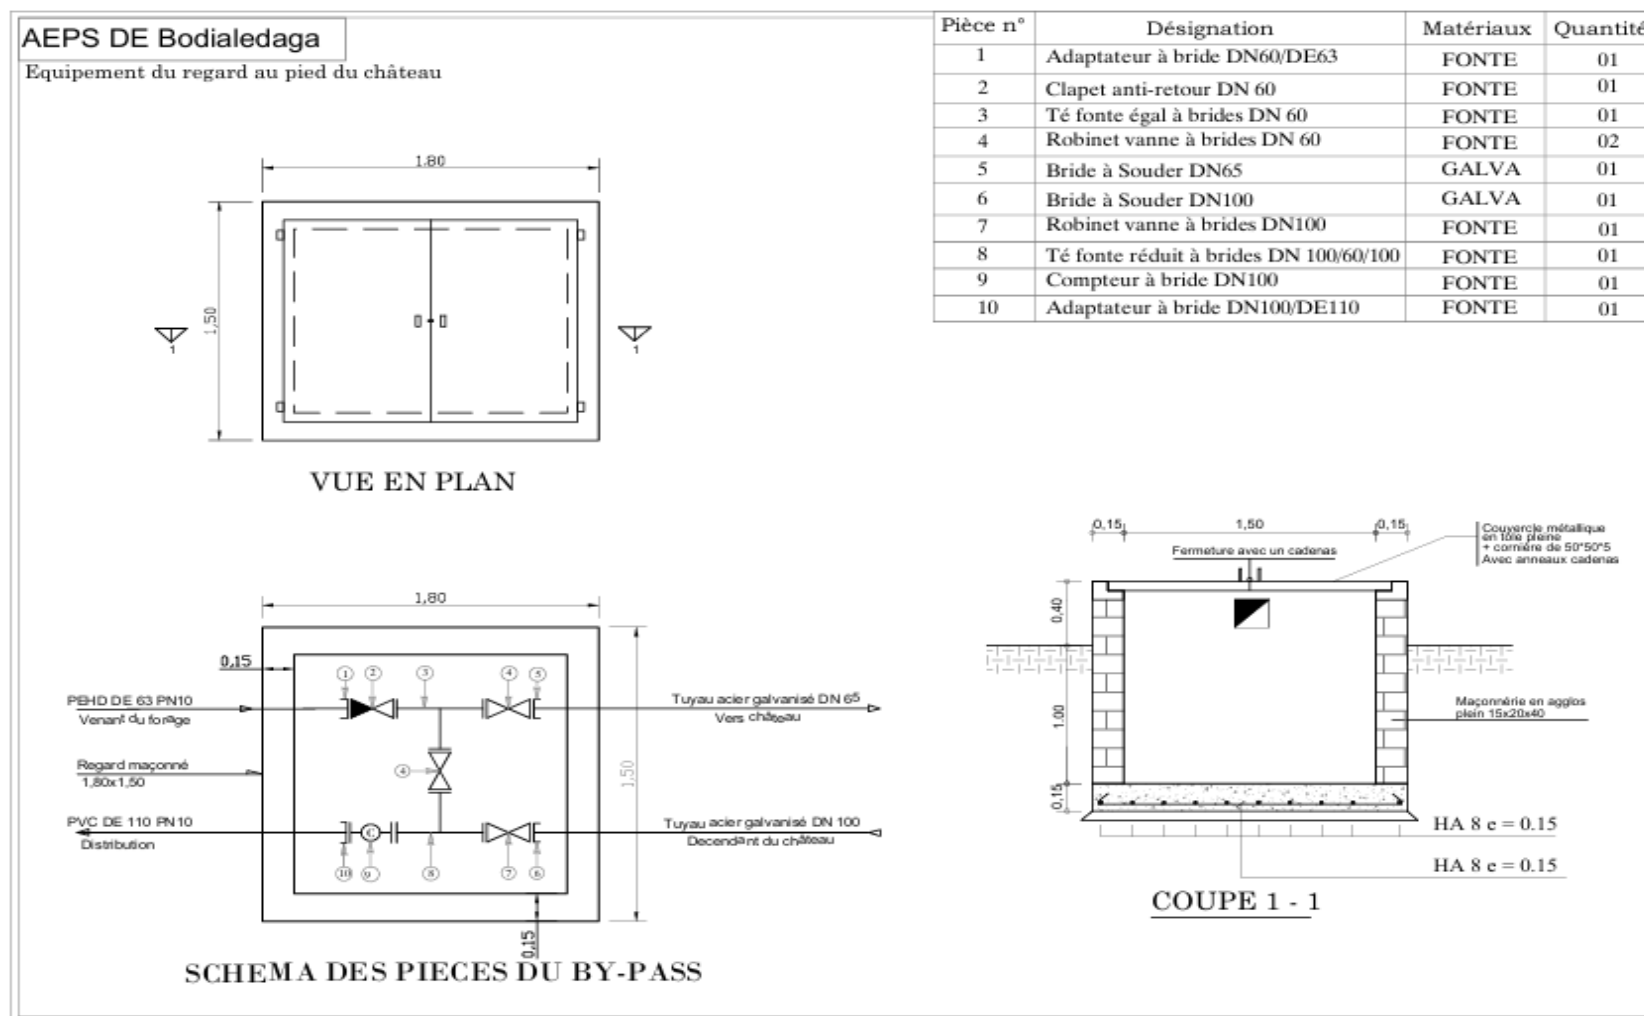 AEPS DE Bodialedaga
Equipement du regard au pied du château
Pièce n° Désignation Matériaux Quantité
1 Adaptateur à bride DN60/DE63 FONTE 01
2 Clapet anti-retour DN 60 FONTE 01
3 Té fonte égal à brides DN 60 FONTE 01
4 Robinet vanne à brides DN 60 FONTE 02
5 Bride à Souder DN65 GALVA 01
6 Bride à Souder DN100 GALVA 01
7 Robinet vanne à brides DN100 FONTE 01
8 Té fonte réduit à brides DN 100/60/100 FONTE 01
9 Compteur à bride DN100 FONTE 01
10 Adaptateur à bride DN100/DE110 FONTE 01
1.80
1,50
1
1
VUE EN PLAN
1,80
0,15
1 2 3 4 5
PEHD DE 63 PN10
Venant du forage
Tuyau acier galvanisé DN 65
Vers château
Regard maçonné
1,80x1,50
4
1,50
PVC DE 110 PN10
Distribution
C
Tuyau acier galvanisé DN 100
Decendant du château
10 9 8 7 6
0,15
SCHEMA DES PIECES DU BY-PASS
0,15 1,50 0,15
Fermeture avec un cadenas
Couvercle métallique
en tôle pleine
+ cornière de 50*50*5
Avec anneaux cadenas
0,40
1.00
Maçonnérie en agglos
plein 15x20x40
0,15
HA 8 e = 0.15
HA 8 e = 0.15
COUPE 1 - 1